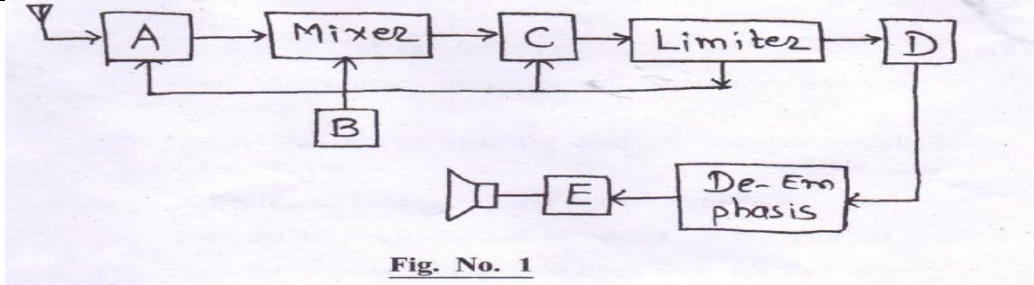 A
Mixer
C
Limiter
D
B
E
De-Em
phasis
Fig. No. 1